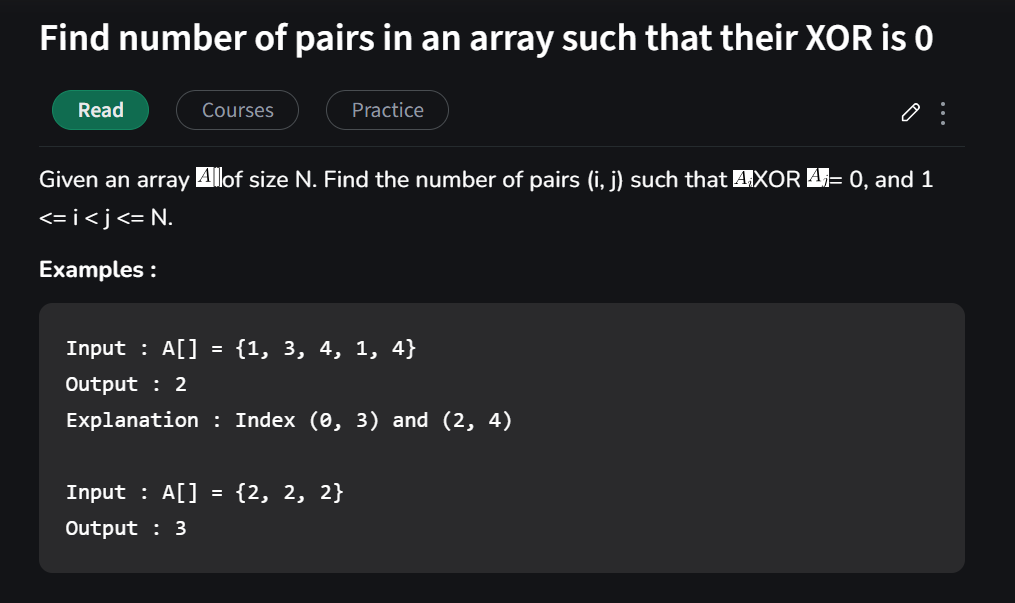 Find number of pairs in an array such that their XOR is 0
Read
Courses
Practice
Given an array A[] of size N. Find the number of pairs (i, j) such that A_i XOR A_j = 0, and 1
<= i < j <= N.
Examples :
Input : A[] = {1, 3, 4, 1, 4}
Output : 2
Explanation : Index (0, 3) and (2, 4)
Input : A[] = {2, 2, 2}
Output : 3